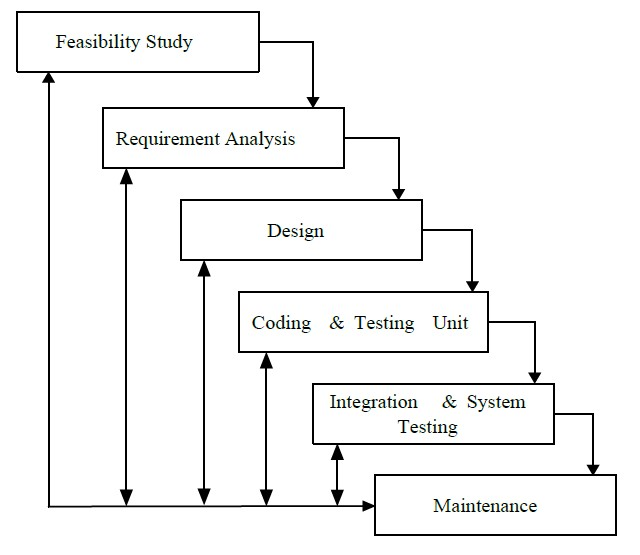 Feasibility Study
Requirement Analysis
Design
Coding & Testing Unit
Integration & System
Testing
Maintenance